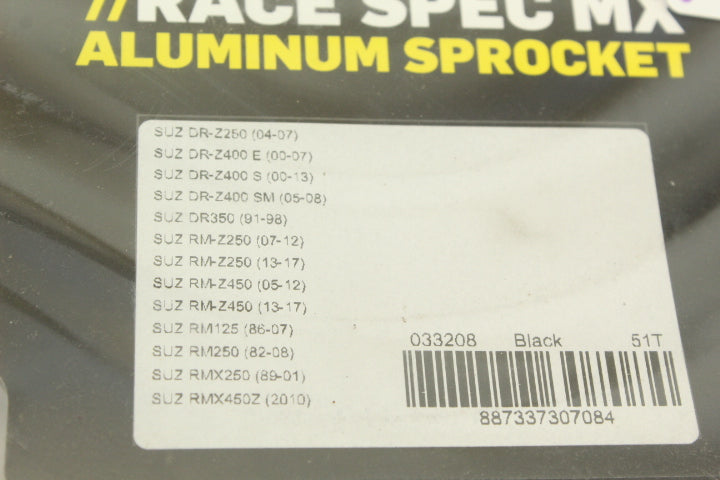 //RACE SPEC MX
ALUMINUM SPROCKET
SUZ DR-Z250 (04-07)
SUZ DR-Z400 E (00-07)
SUZ DR-Z400 S (00-13)
SUZ DR-Z400 SM (05-08)
SUZ DR350 (91-98)
SUZ RM-Z250 (07-12)
SUZ RM-Z250 (13-17)
SUZ RM-Z450 (05-12)
SUZ RM-Z450 (13-17)
SUZ RM125 (86-07)
SUZ RM250 (82-08)
SUZ RMX250 (89-01)
SUZ RMX450Z (2010)
033208 Black 51T
887337307084